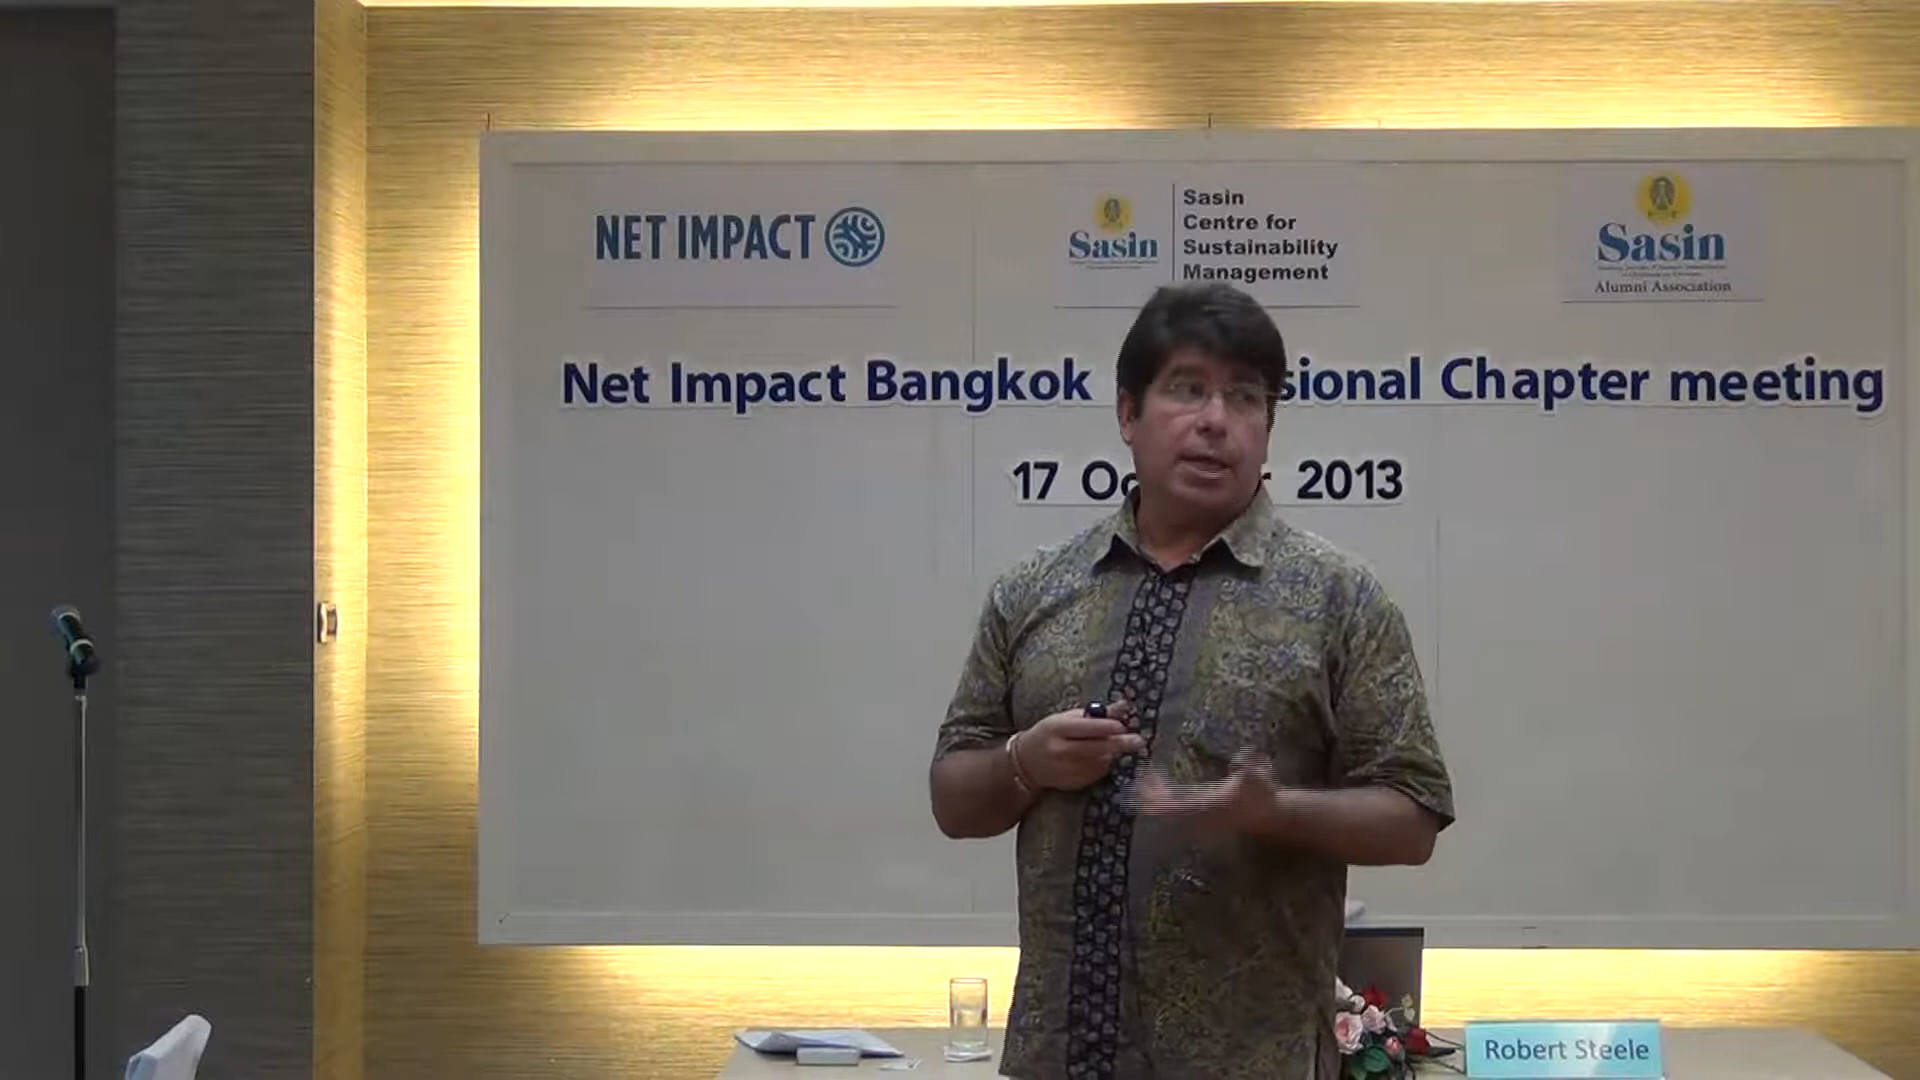 NET IMPACT
Sasin
Sasin
Centre for
Sustainability
Management
Sasin
Alumni Association
Net Impact Bangkok sional Chapter meeting
17 Oc r 2013
Robert Steele